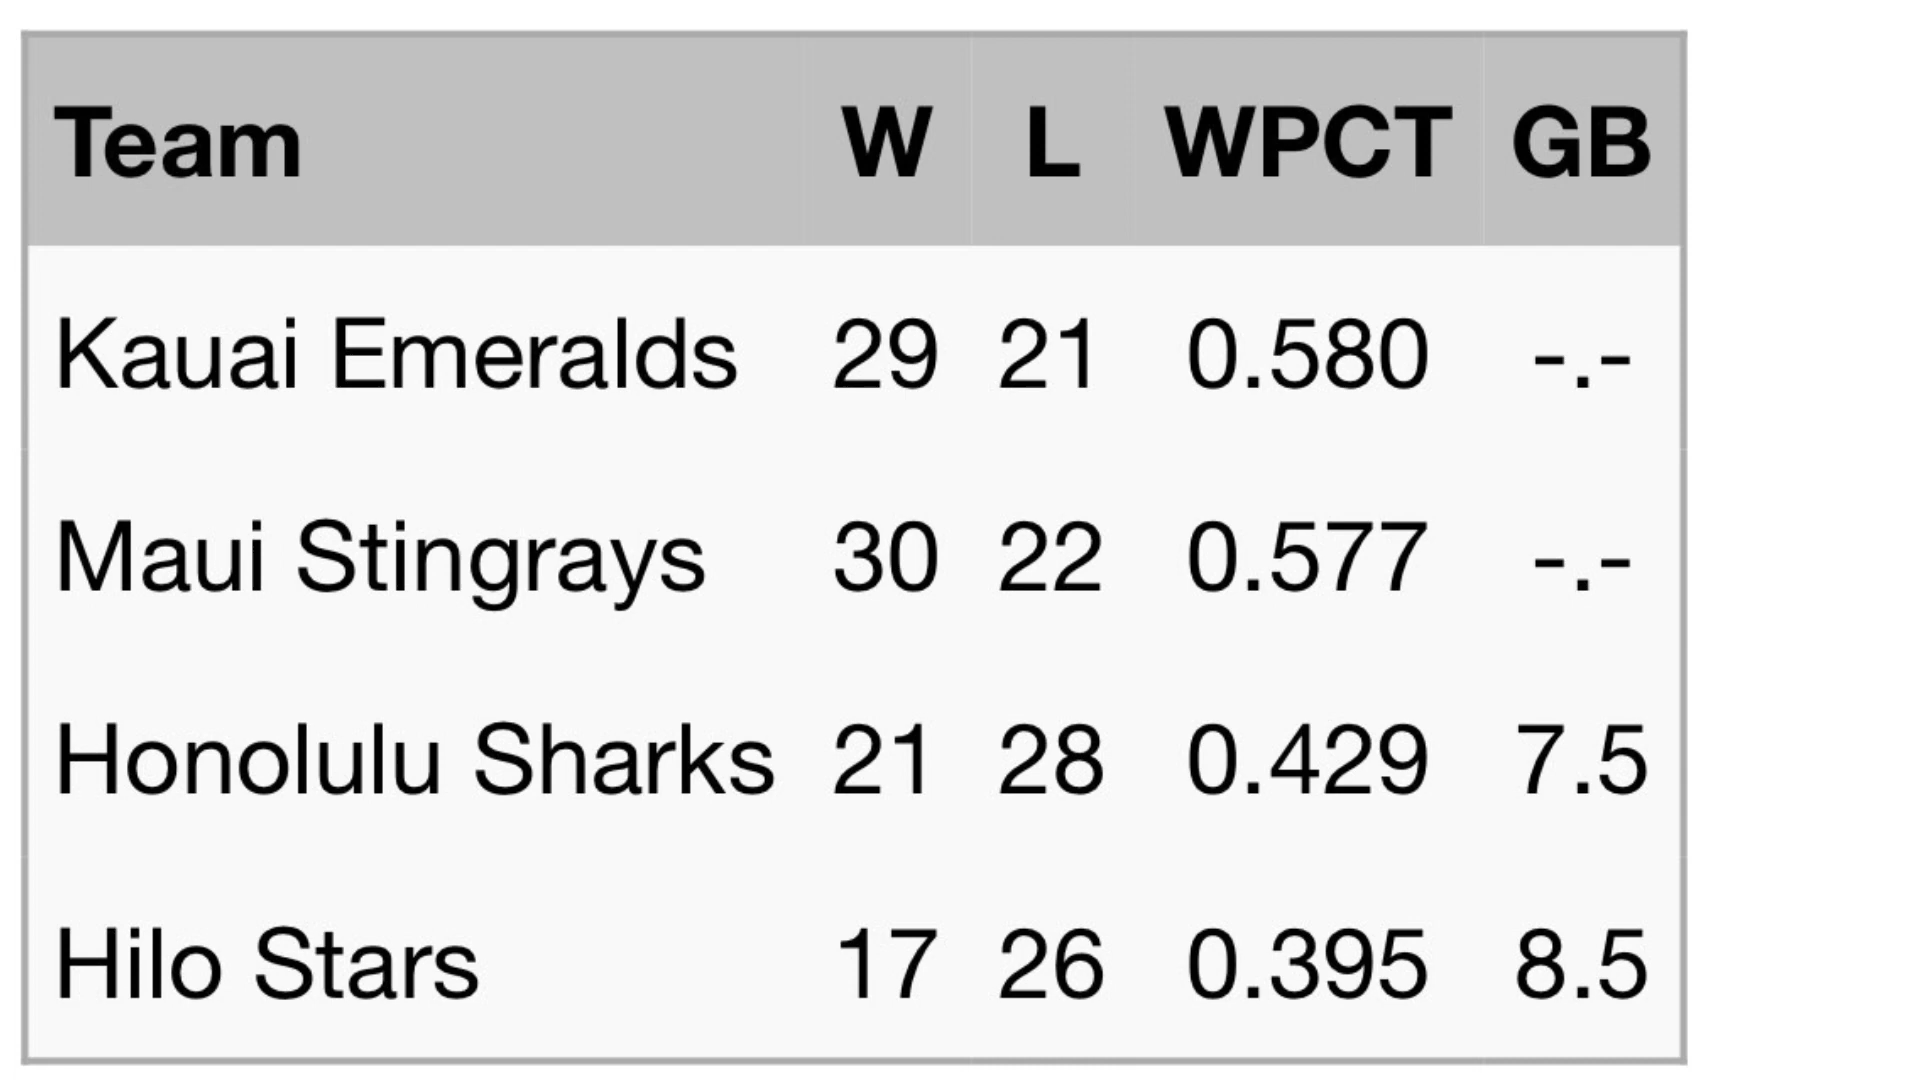 Team W L WPCT GB
Kauai Emeralds 29 21 0.580 -.-
Maui Stingrays 30 22 0.577 -.-
Honolulu Sharks 21 28 0.429 7.5
Hilo Stars 17 26 0.395 8.5